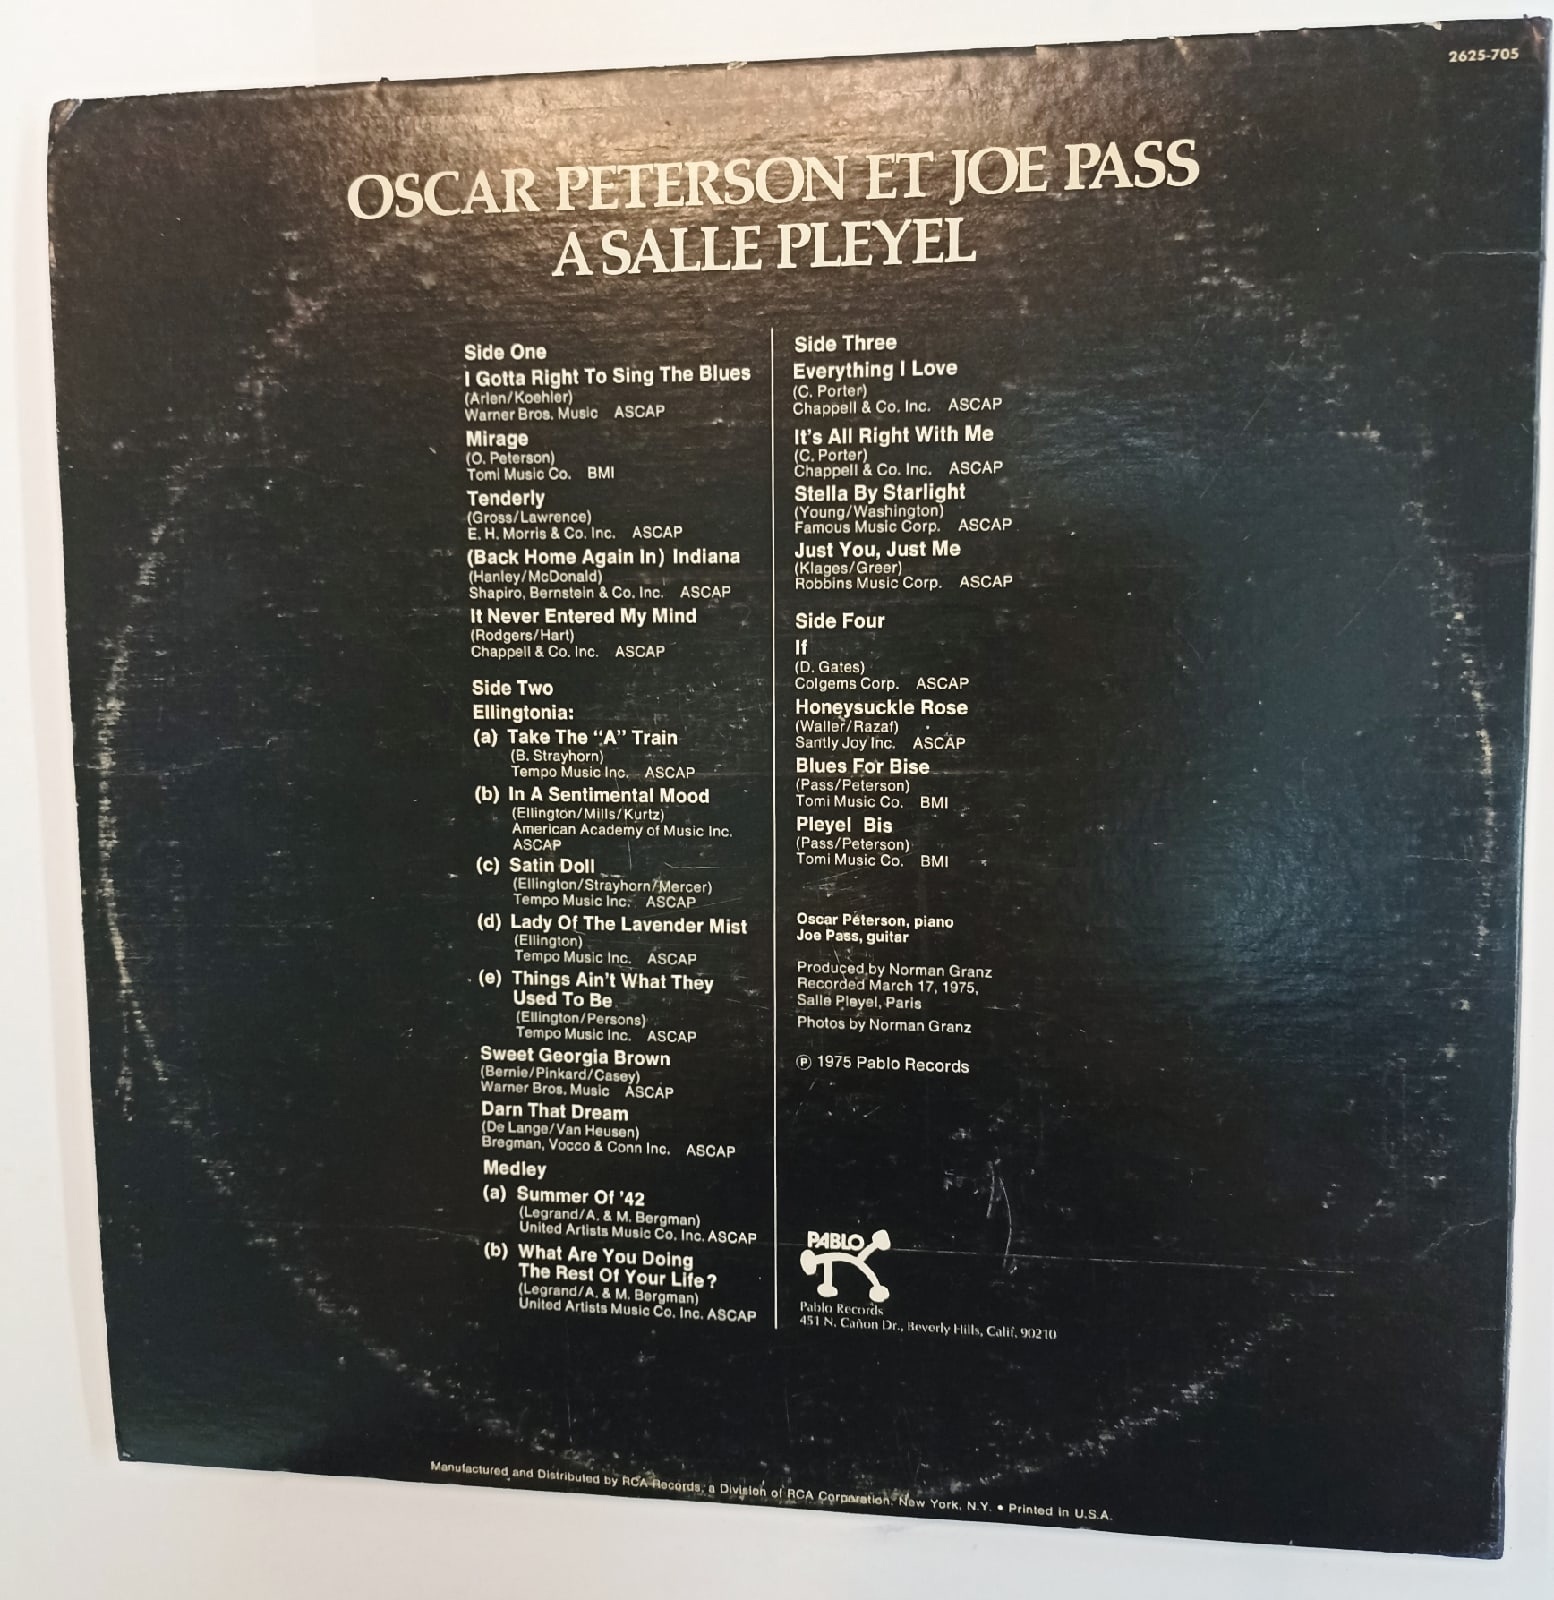 2625-705
OSCAR PETERSON ET JOE PASS
A SALLE PLEYEL
Side One
I Gotta Right To Sing The Blues
(Arlen/Koehler)
Warner Bros. Music ASCAP
Mirage
(O. Peterson)
Tomi Music Co. BMI
Tenderly
(Gross/Lawrence)
E. H. Morris & Co. Inc. ASCAP
(Back Home Again In) Indiana
(Hanley/McDonald)
Shapiro, Bernstein & Co. Inc. ASCAP
It Never Entered My Mind
(Rodgers/Hart)
Chappell & Co. Inc. ASCAP
Side Two
Ellingtonia:
(a) Take The “A” Train
(B. Strayhorn)
Tempo Music Inc. ASCAP
(b) In A Sentimental Mood
(Ellington/Mills/Kurtz)
American Academy of Music Inc.
ASCAP
(c) Satin Doll
(Ellington/Strayhorn/Mercer)
Tempo Music Inc. ASCAP
(d) Lady Of The Lavender Mist
(Ellington)
Tempo Music Inc. ASCAP
(e) Things Ain't What They
Used To Be
(Ellington/Persons)
Tempo Music Inc. ASCAP
Sweet Georgia Brown
(Bernie/Pinkard/Casey)
Warner Bros. Music ASCAP
Darn That Dream
(De Lange/Van Heusen)
Bregman, Vocco & Conn Inc. ASCAP
Medley
(a) Summer Of '42
(Legrand/A. & M. Bergman)
United Artists Music Co. Inc. ASCAP
(b) What Are You Doing
The Rest Of Your Life?
(Legrand/A. & M. Bergman)
United Artists Music Co. Inc. ASCAP
Side Three
Everything I Love
(C. Porter)
Chappell & Co. Inc. ASCAP
It's All Right With Me
(C. Porter)
Chappell & Co. Inc. ASCAP
Stella By Starlight
(Young/Washington)
Famous Music Corp. ASCAP
Just You, Just Me
(Klages/Greer)
Robbins Music Corp. ASCAP
Side Four
If
(D. Gates)
Colgems Corp. ASCAP
Honeysuckle Rose
(Waller/Razaf)
Santly Joy Inc. ASCAP
Blues For Bise
(Pass/Peterson)
Tomi Music Co. BMI
Pleyel Bis
(Pass/Peterson)
Tomi Music Co. BMI
Oscar Peterson, piano
Joe Pass, guitar
Produced by Norman Granz
Recorded March 17, 1975,
Salle Pleyel, Paris
Photos by Norman Granz
℗ 1975 Pablo Records
PABLO
Pablo Records
451 N. Cañon Dr., Beverly Hills, Calif. 90210
Manufactured and Distributed by RCA Records, a Division of RCA Corporation, New York, N.Y. • Printed in U.S.A.